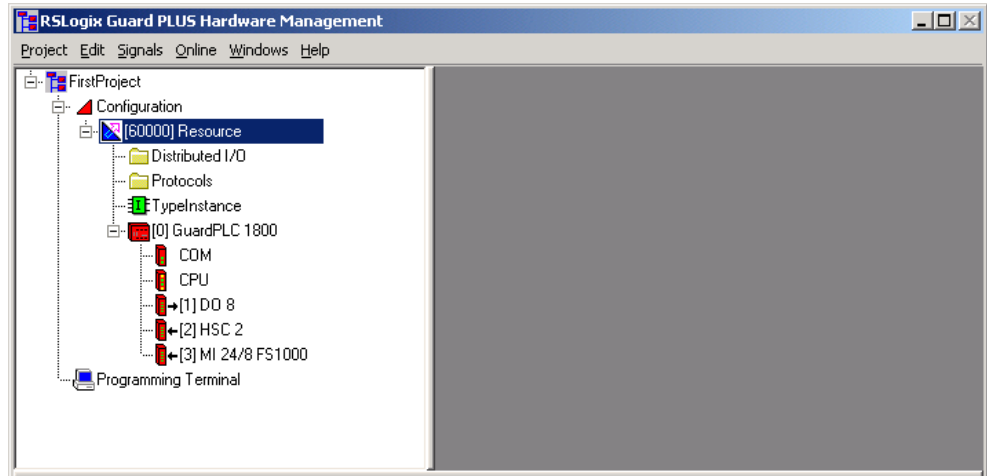 RSLogix Guard PLUS Hardware Management
Project Edit Signals Online Windows Help
FirstProject
Configuration
[60000] Resource
Distributed I/O
Protocols
TypeInstance
[0] GuardPLC 1800
COM
CPU
[1] DO 8
[2] HSC 2
[3] MI 24/8 FS1000
Programming Terminal